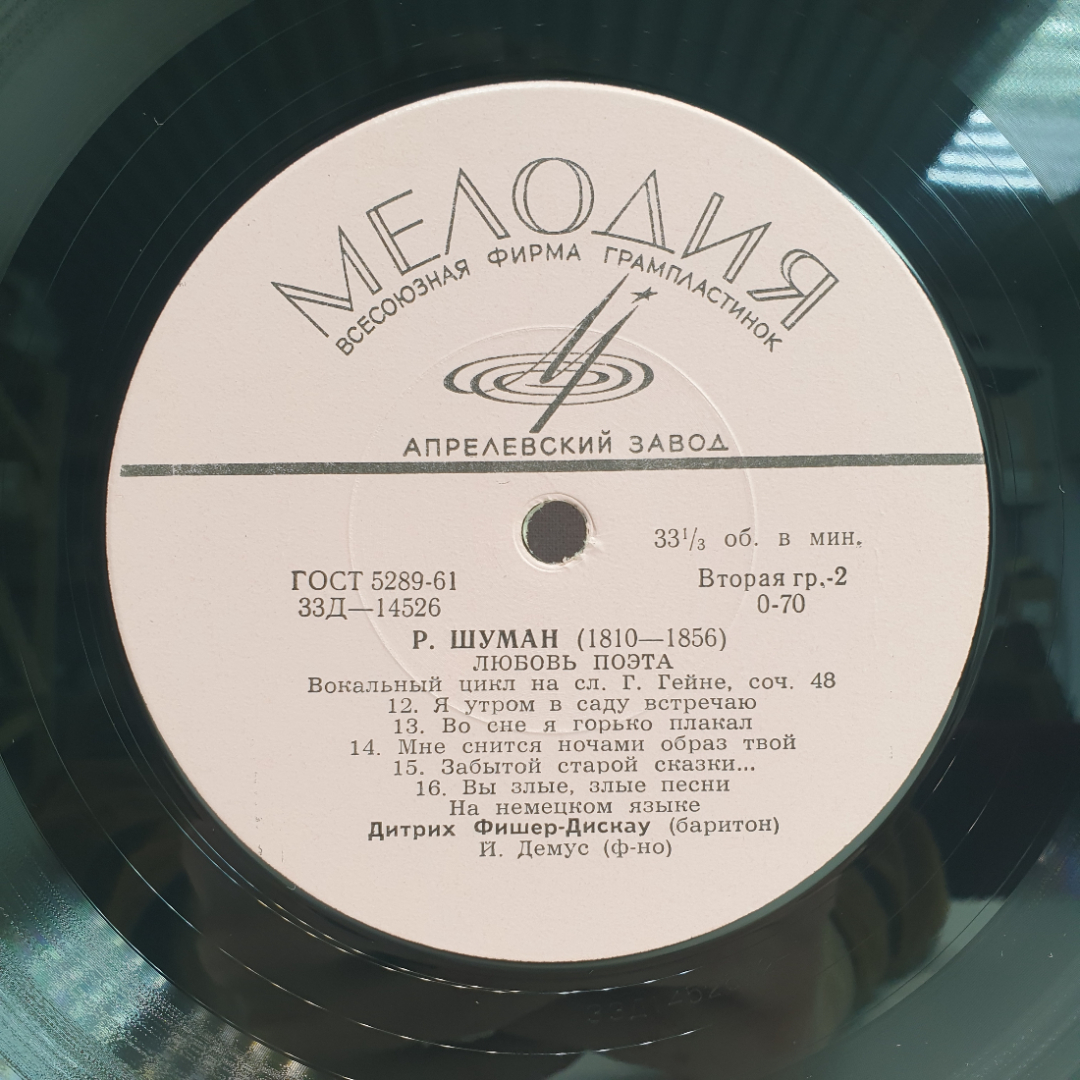 МЕЛОДИЯ
ВСЕСОЮЗНАЯ ФИРМА ГРАМПЛАСТИНОК
АПРЕЛЕВСКИЙ ЗАВОД
33⅓ об. в мин.
ГОСТ 5289-61
Вторая гр.-2
33Д—14526
0-70
Р. ШУМАН (1810—1856)
ЛЮБОВЬ ПОЭТА
Вокальный цикл на сл. Г. Гейне, соч. 48
12. Я утром в саду встречаю
13. Во сне я горько плакал
14. Мне снится ночами образ твой
15. Забытой старой сказки...
16. Вы злые, злые песни
На немецком языке
Дитрих Фишер-Дискау (баритон)
Й. Демус (ф-но)